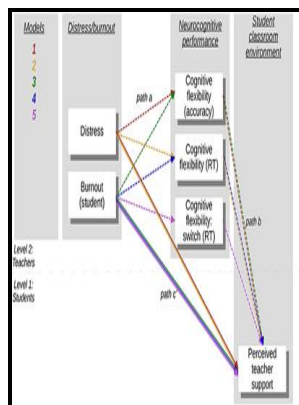 Models
1
2
3
4
5
Distress/burnout
Distress
Burnout
(student)
Neurocognitive
performance
Cognitive
flexibility
(accuracy)
Cognitive
flexibility (RT)
Cognitive
flexibility:
switch (RT)
Student
classroom
environment
path a
path b
path c'
Level 2:
Teachers
Level 1:
Students
Perceived
teacher
support